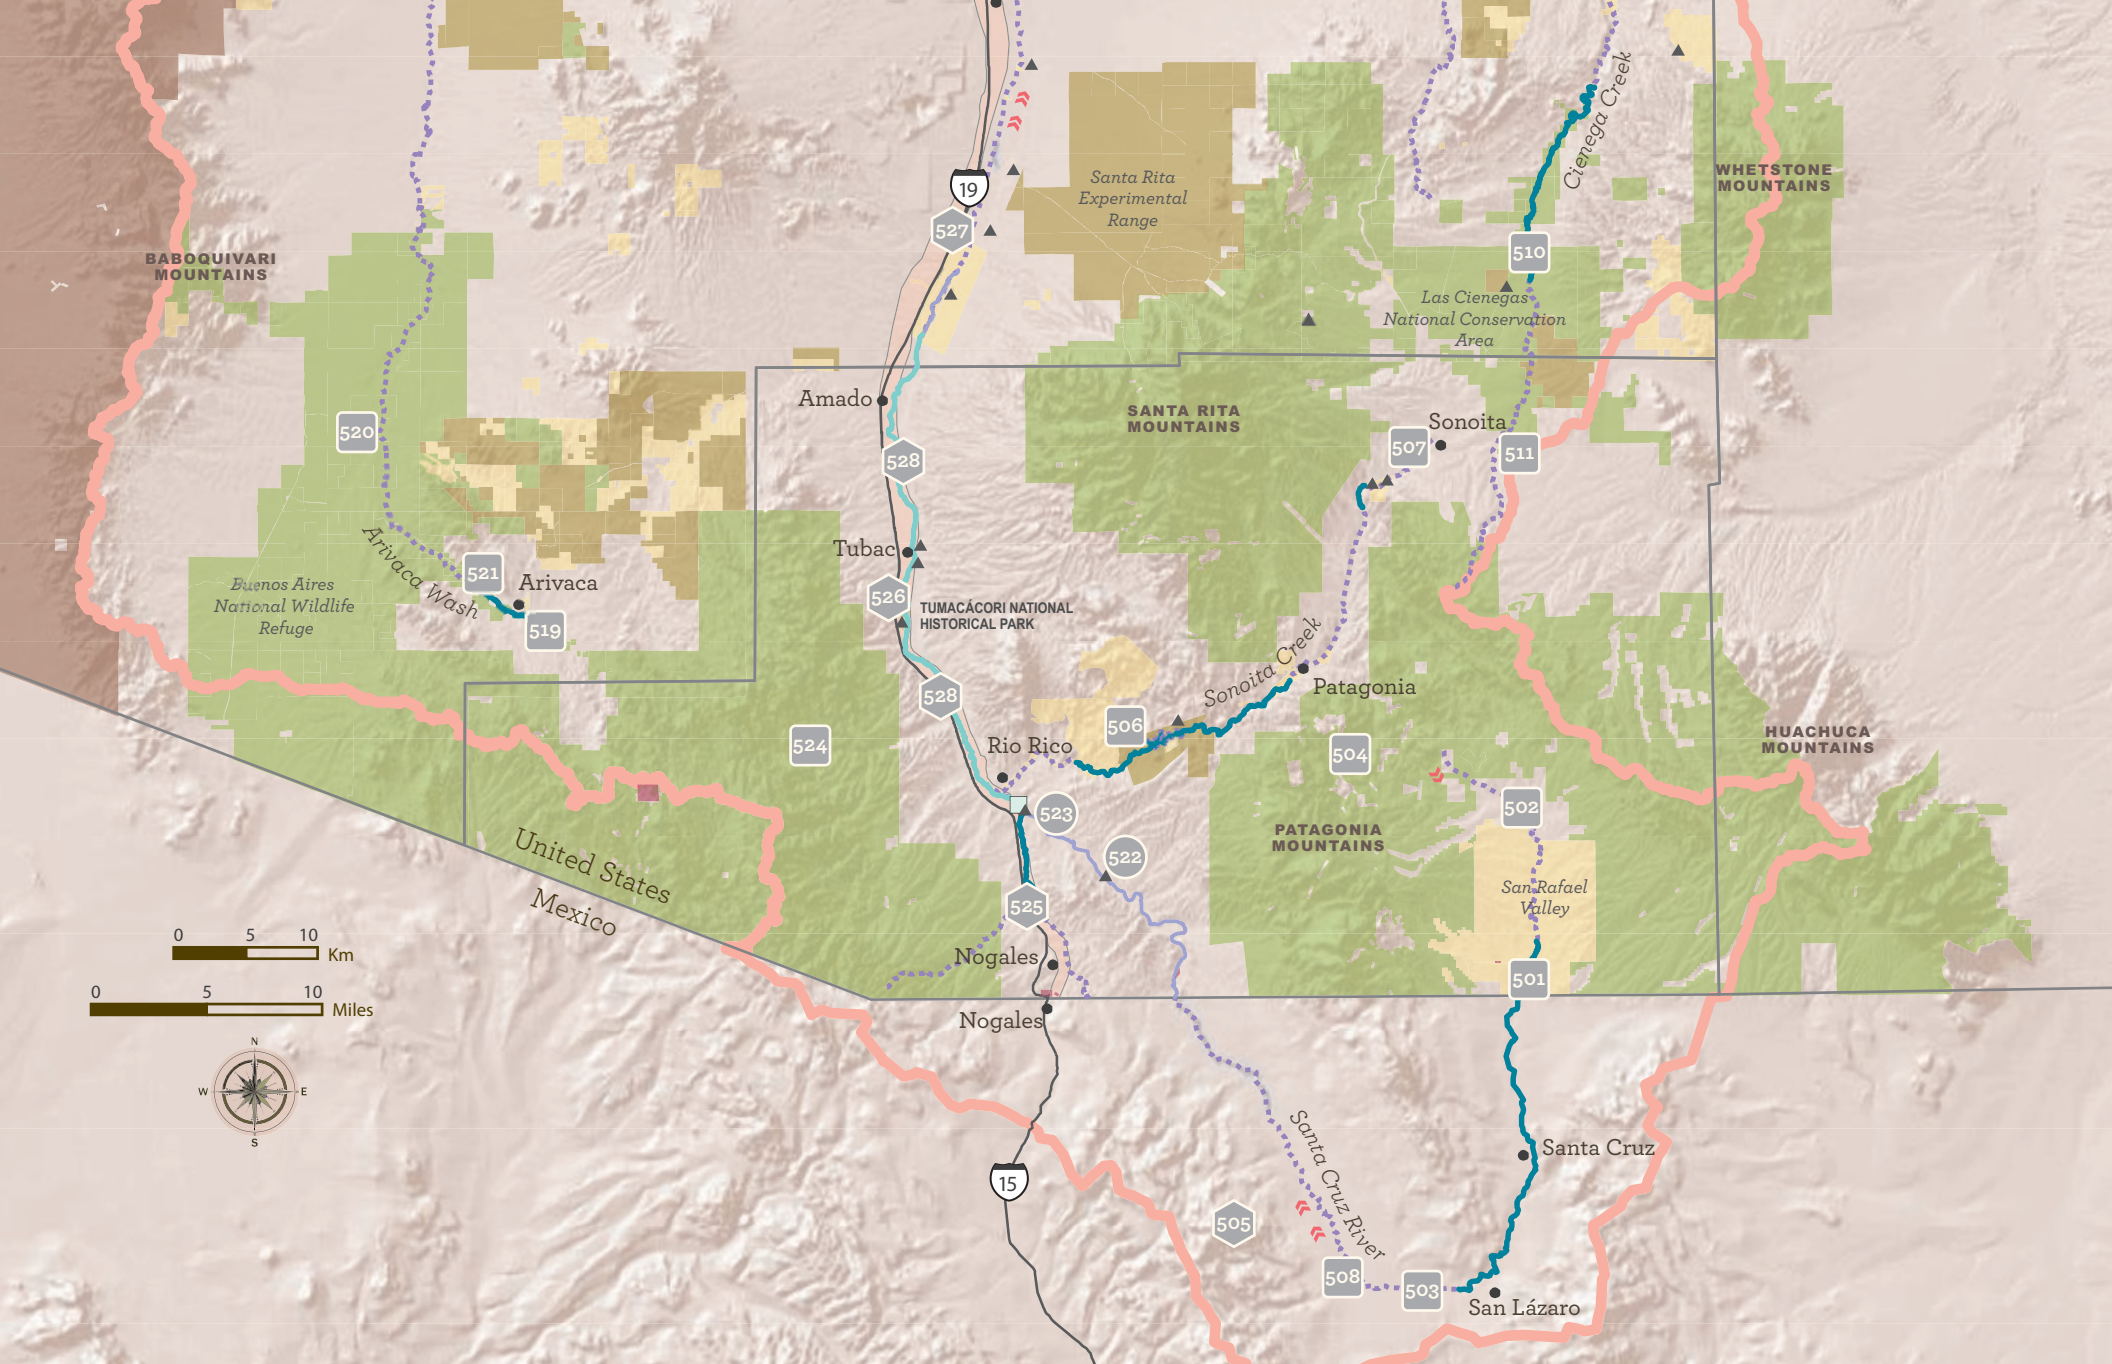 Cienega Creek
19
527
Santa Rita
Experimental
Range
WHETSTONE
MOUNTAINS
BABOQUIVARI
MOUNTAINS
510
Las Cienegas
National Conservation
Area
Amado
SANTA RITA
MOUNTAINS
Sonoita
520
507
511
528
Arivaca Wash
Tubac
521
Arivaca
Buenos Aires
National Wildlife
Refuge
526
TUMACÁCORI NATIONAL
HISTORICAL PARK
519
Sonoita Creek
Patagonia
528
506
Rio Rico
524
504
HUACHUCA
MOUNTAINS
523
502
PATAGONIA
MOUNTAINS
522
United States
Mexico
San Rafael
Valley
525
Nogales
501
0 5 10
Km
0 5 10
Miles
Nogales
N
W
E
S
Santa Cruz River
Santa Cruz
15
505
508
503
San Lázaro